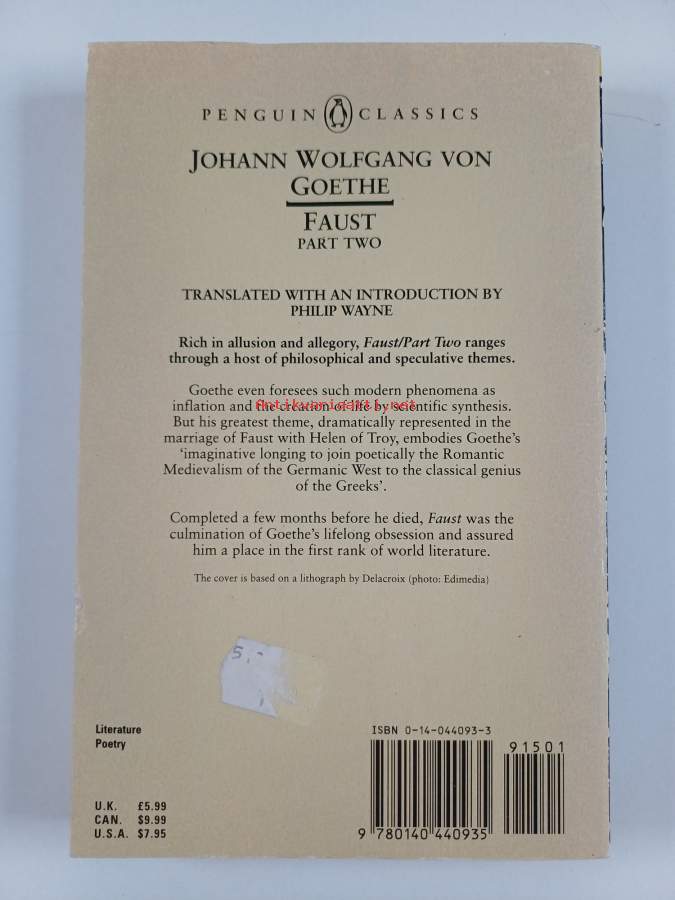 PENGUIN CLASSICS
JOHANN WOLFGANG VON
GOETHE
FAUST
PART TWO
TRANSLATED WITH AN INTRODUCTION BY
PHILIP WAYNE
Rich in allusion and allegory, Faust/Part Two ranges
through a host of philosophical and speculative themes.
Goethe even foresees such modern phenomena as
inflation and the creation of life by scientific synthesis.
antikvariaatti.net
But his greatest theme, dramatically represented in the
marriage of Faust with Helen of Troy, embodies Goethe's
'imaginative longing to join poetically the Romantic
Medievalism of the Germanic West to the classical genius
of the Greeks'.
Completed a few months before he died, Faust was the
culmination of Goethe's lifelong obsession and assured
him a place in the first rank of world literature.
The cover is based on a lithograph by Delacroix (photo: Edimedia)
5,-
Literature
Poetry
U.K. £5.99
CAN. $9.99
U.S.A. $7.95
ISBN 0-14-044093-3
91501
9 780140 440935